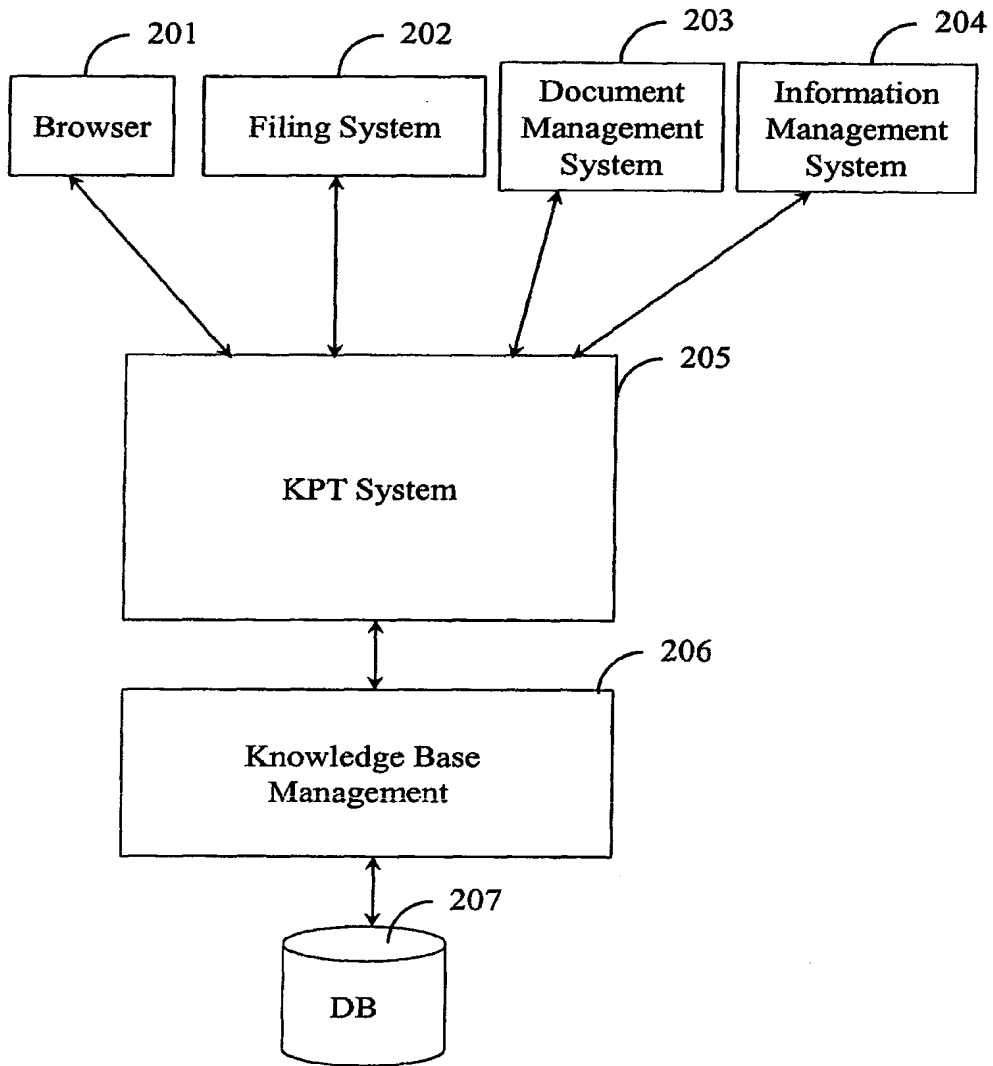 201
202
203
204
Browser
Filing System
Document
Management
System
Information
Management
System
205
KPT System
206
Knowledge Base
Management
207
DB